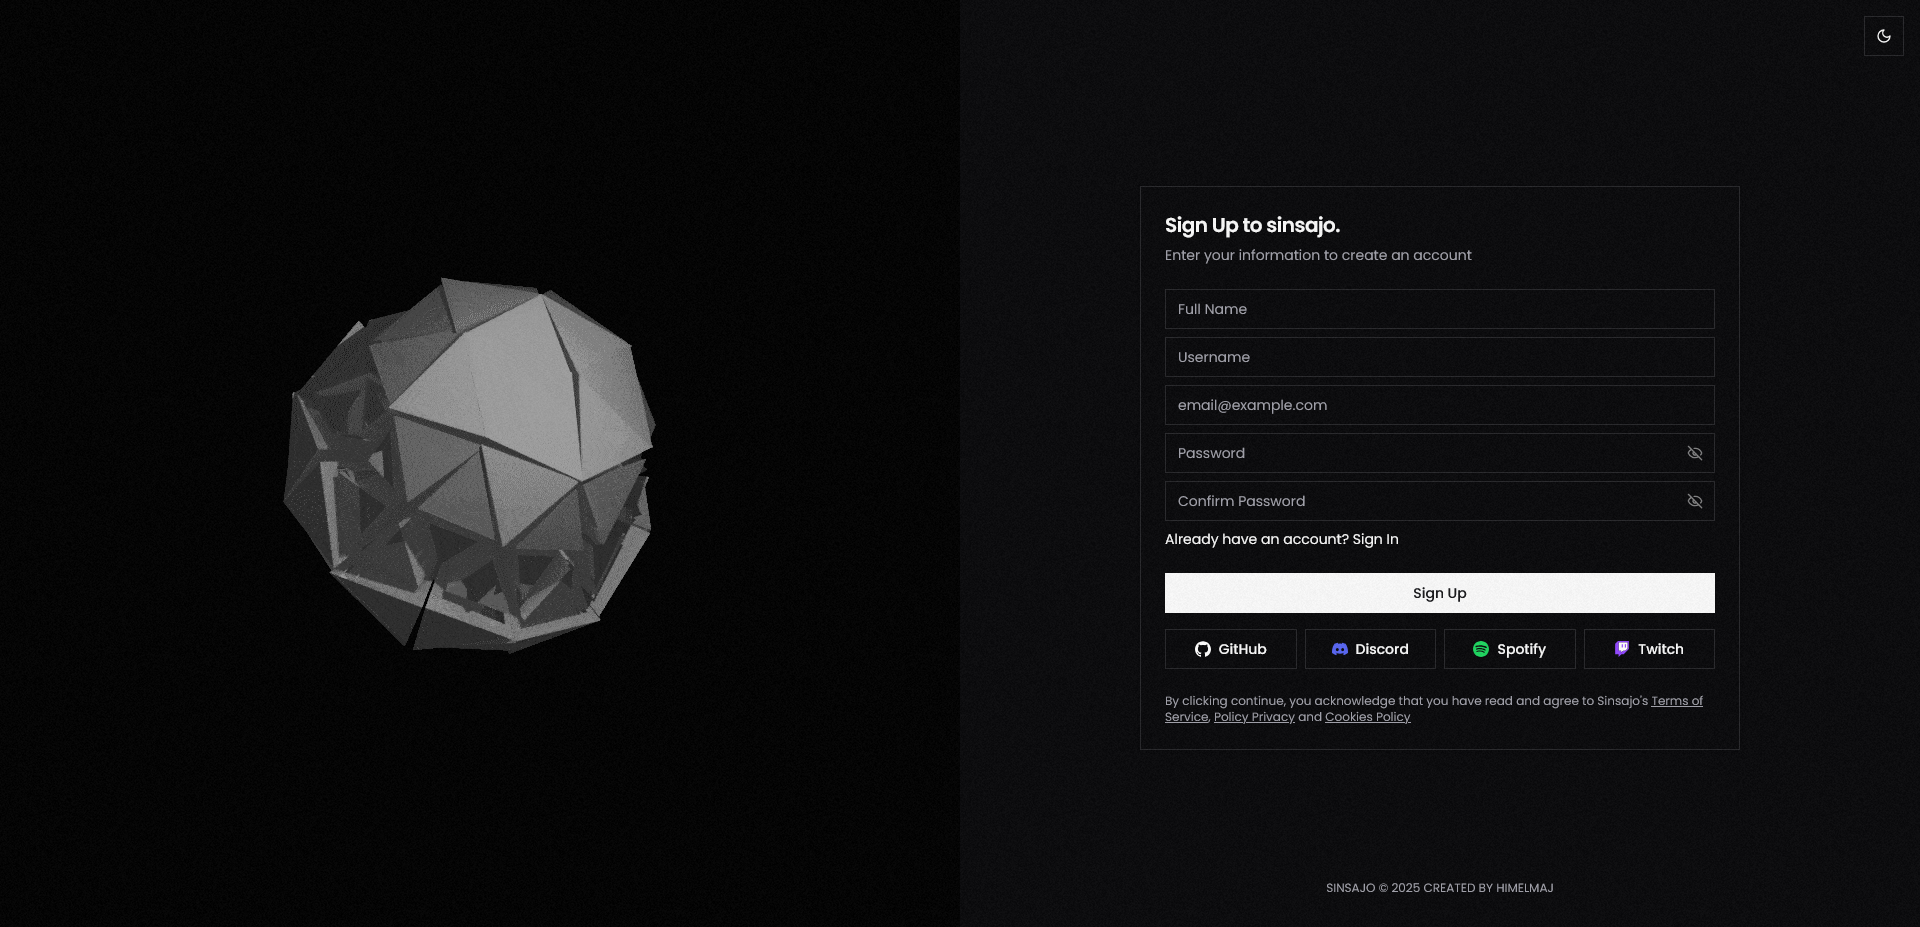 Sign Up to sinsajo.
Enter your information to create an account
Full Name
Username
email@example.com
Password
Confirm Password
Already have an account? Sign In
Sign Up
GitHub
Discord
Spotify
Twitch
By clicking continue, you acknowledge that you have read and agree to Sinsajo's Terms of
Service, Policy Privacy and Cookies Policy
SINSAJO © 2025 CREATED BY HIMELMAJ